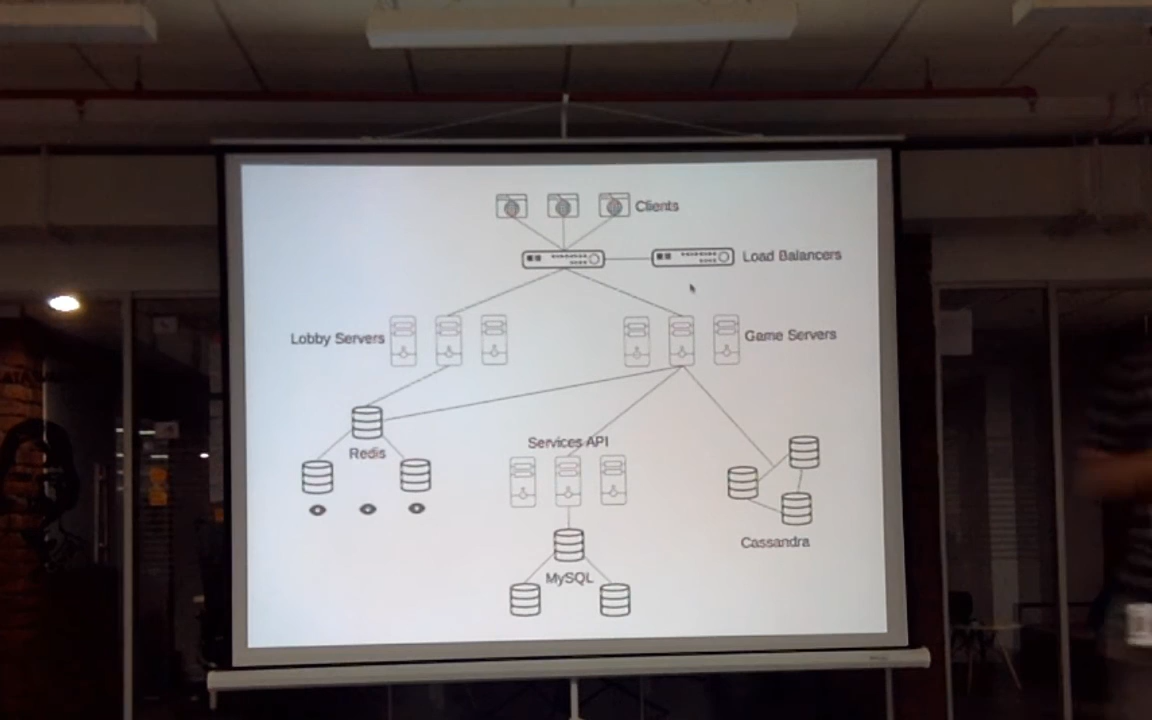 Clients
Load Balancers
Lobby Servers
Game Servers
Redis
Services API
Cassandra
MySQL